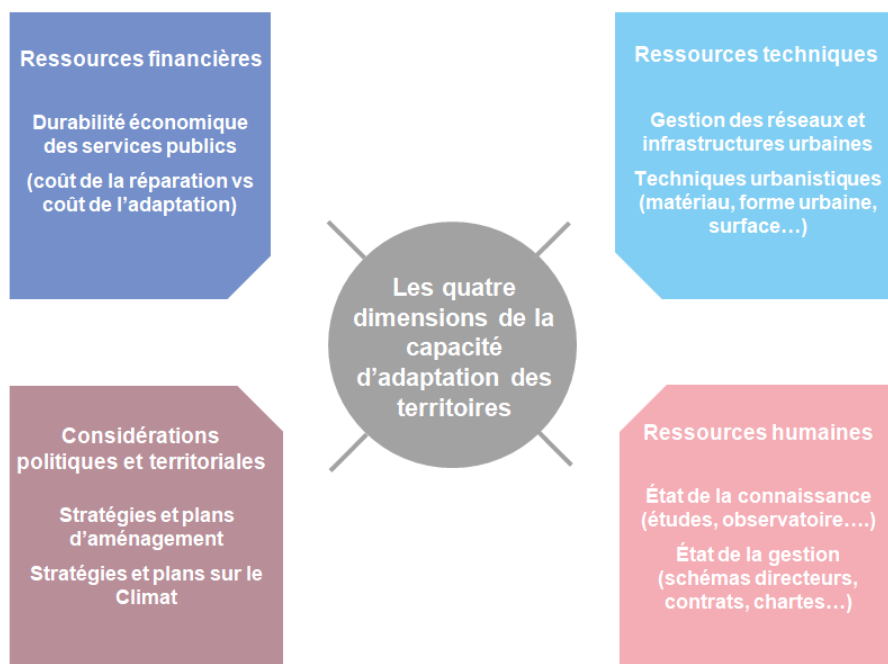 Ressources financières
Durabilité économique
des services publics
(coût de la réparation vs
coût de l'adaptation)
Ressources techniques
Gestion des réseaux et
infrastructures urbaines
Techniques urbanistiques
(matériau, forme urbaine,
surface…)
Les quatre
dimensions de la
capacité
d'adaptation des
territoires
Considérations
politiques et territoriales
Stratégies et plans
d'aménagement
Stratégies et plans sur le
Climat
Ressources humaines
État de la connaissance
(études, observatoire….)
État de la gestion
(schémas directeurs,
contrats, chartes…)